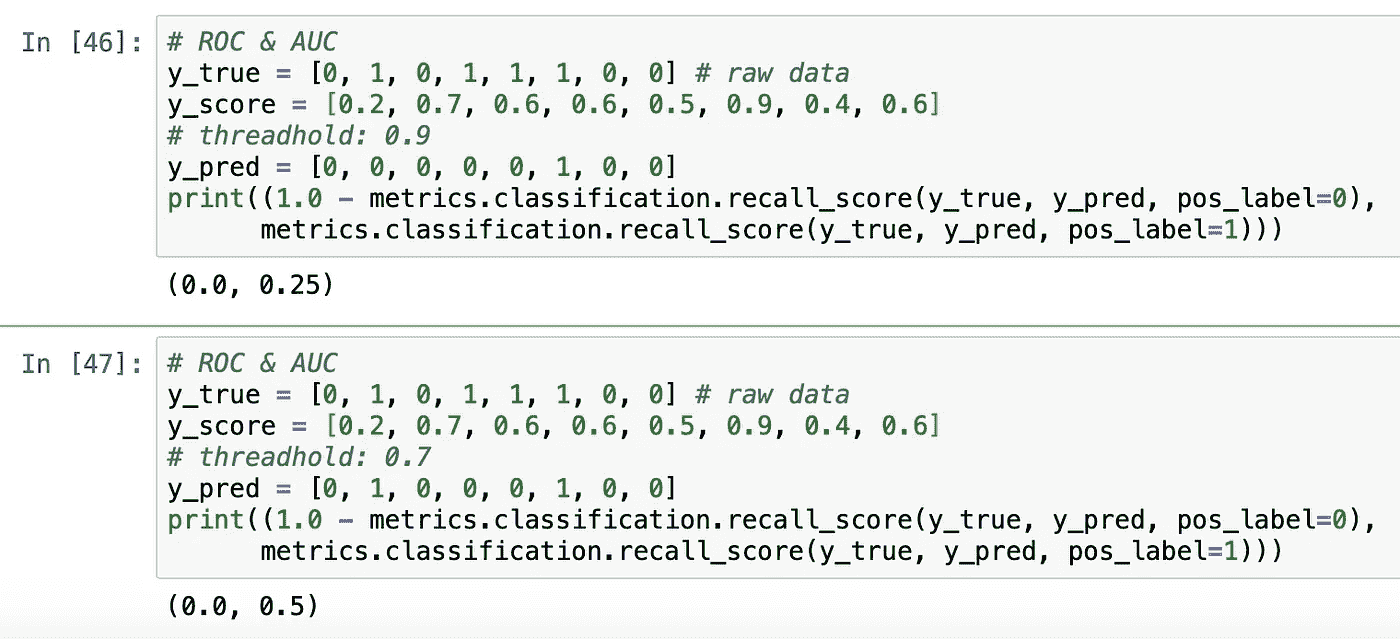 In [46]: # ROC & AUC
y_true = [0, 1, 0, 1, 1, 1, 0, 0] # raw data
y_score = [0.2, 0.7, 0.6, 0.6, 0.5, 0.9, 0.4, 0.6]
# threadhold: 0.9
y_pred = [0, 0, 0, 0, 0, 1, 0, 0]
print((1.0 - metrics.classification.recall_score(y_true, y_pred, pos_label=0),
metrics.classification.recall_score(y_true, y_pred, pos_label=1)))
(0.0, 0.25)
In [47]: # ROC & AUC
y_true = [0, 1, 0, 1, 1, 1, 0, 0] # raw data
y_score = [0.2, 0.7, 0.6, 0.6, 0.5, 0.9, 0.4, 0.6]
# threadhold: 0.7
y_pred = [0, 1, 0, 0, 0, 1, 0, 0]
print((1.0 - metrics.classification.recall_score(y_true, y_pred, pos_label=0),
metrics.classification.recall_score(y_true, y_pred, pos_label=1)))
(0.0, 0.5)